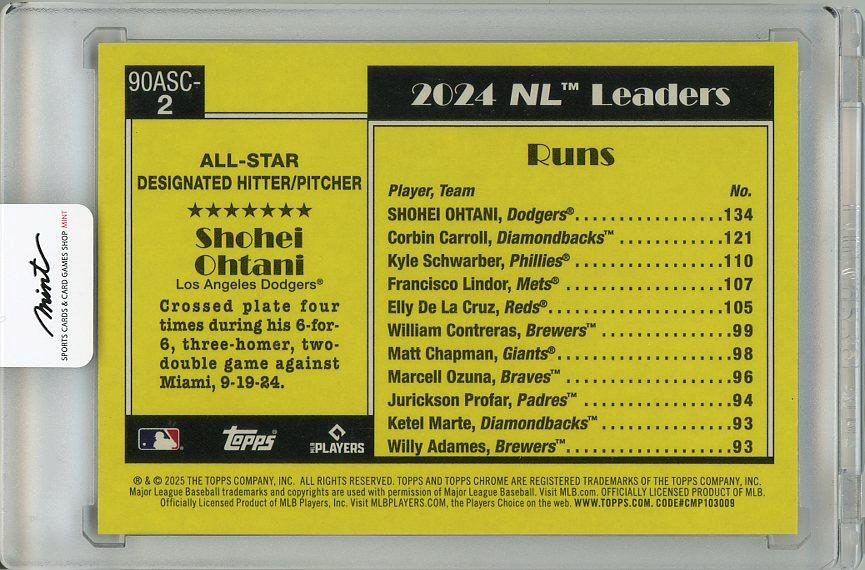 90ASC-
2
2024 NL™ Leaders
ALL-STAR
DESIGNATED HITTER/PITCHER
★★★★★★★
Shohei
Ohtani
Los Angeles Dodgers®
Crossed plate four
times during his 6-for-
6, three-homer, two-
double game against
Miami, 9-19-24.
Runs
Player, Team No.
SHOHEI OHTANI, Dodgers® 134
Corbin Carroll, Diamondbacks™ 121
Kyle Schwarber, Phillies® 110
Francisco Lindor, Mets® 107
Elly De La Cruz, Reds® 105
William Contreras, Brewers™ 99
Matt Chapman, Giants® 98
Marcell Ozuna, Braves™ 96
Jurickson Profar, Padres™ 94
Ketel Marte, Diamondbacks™ 93
Willy Adames, Brewers™ 93
Topps®
MLB PLAYERS
® & © 2025 THE TOPPS COMPANY, INC. ALL RIGHTS RESERVED. TOPPS AND TOPPS CHROME ARE REGISTERED TRADEMARKS OF THE TOPPS COMPANY, INC.
Major League Baseball trademarks and copyrights are used with permission of Major League Baseball. Visit MLB.com. OFFICIALLY LICENSED PRODUCT OF MLB.
Officially Licensed Product of MLB Players, Inc. Visit MLBPLAYERS.COM, the Players Choice on the web. WWW.TOPPS.COM. CODE#CMP103009
mint
SPORTS CARDS & CARD GAMES SHOP MINT